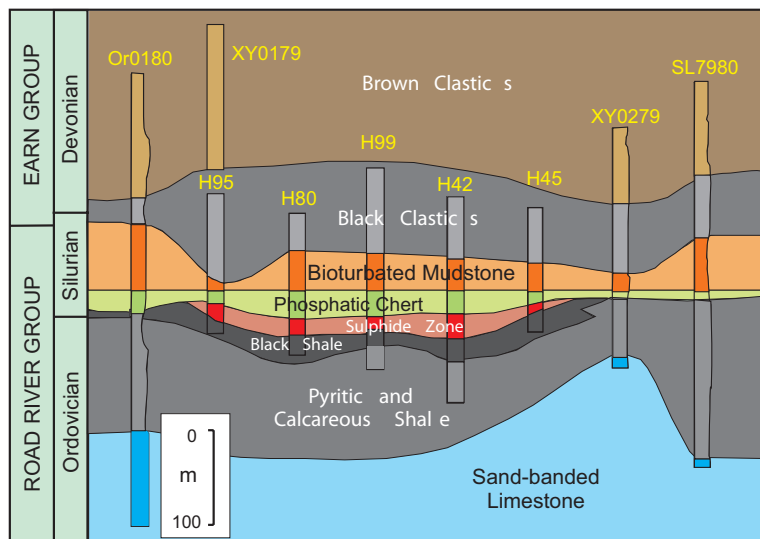 EARN GROUP
Devonian
ROAD RIVER GROUP
Silurian
Ordovician
Or0180
XY0179
Brown Clastic s
SL7980
XY0279
H99
H95
H80
H42
H45
Black Clastic s
Bioturbated Mudstone
Phosphatic Chert
Sulphide Zone
Black Shale
Pyritic and
Calcareous Shal e
Sand-banded
Limestone
0
m
100